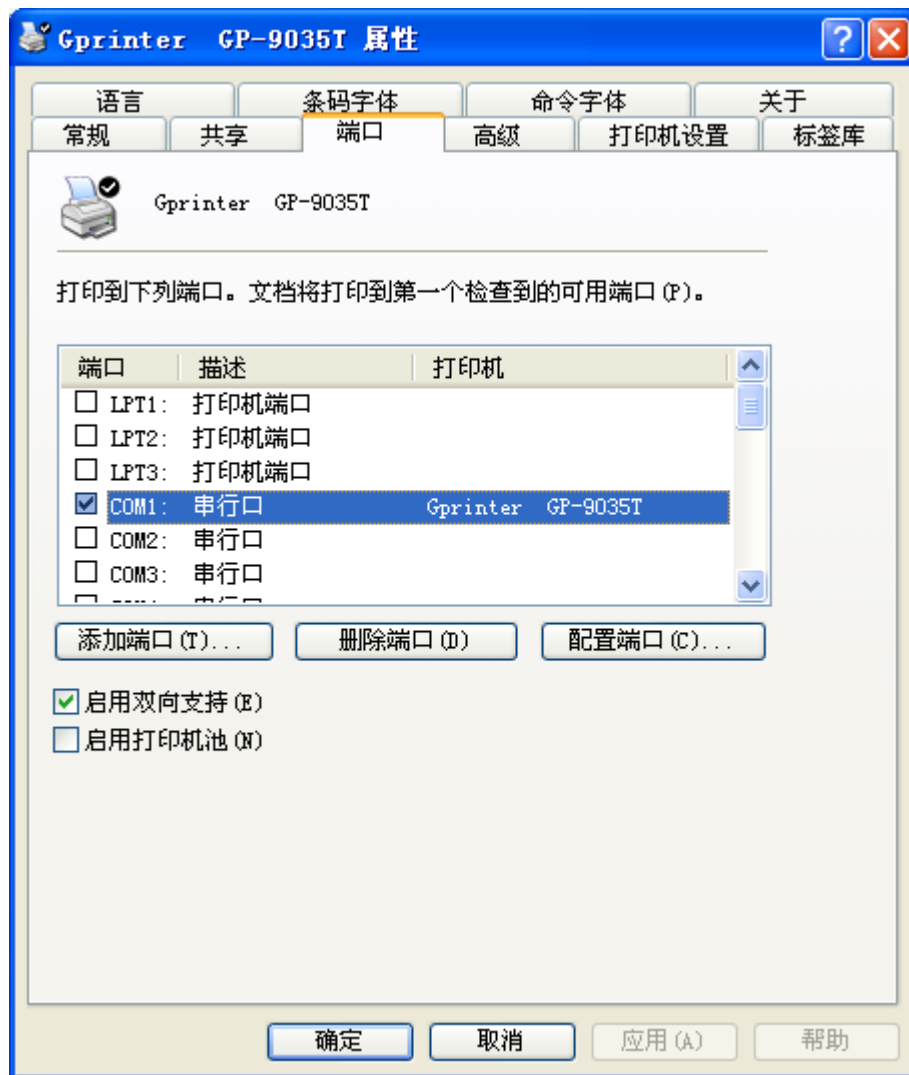 Gprinter GP-9035T 属性
语言 条码字体 命令字体 关于
常规 共享 端口 高级 打印机设置 标签库
Gprinter GP-9035T
打印到下列端口。文档将打印到第一个检查到的可用端口(P)。
端口 描述 打印机
LPT1: 打印机端口
LPT2: 打印机端口
LPT3: 打印机端口
COM1: 串行口 Gprinter GP-9035T
COM2: 串行口
COM3: 串行口
添加端口(T)... 删除端口(D) 配置端口(C)...
启用双向支持(E)
启用打印机池(N)
确定 取消 应用(A) 帮助